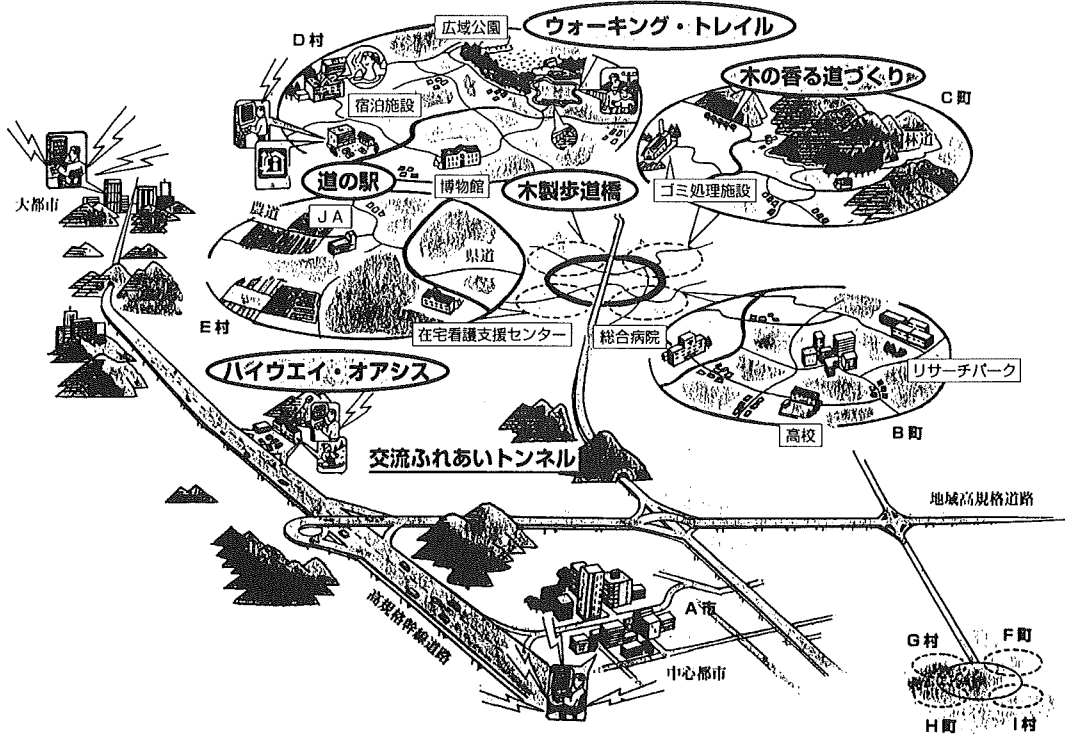 広域公園
ウォーキング・トレイル
D村
木の香る道づくり
C町
宿泊施設
林道
大都市
道の駅
博物館
木製歩道橋
ゴミ処理施設
農道
JA
県道
E村
在宅看護支援センター
総合病院
リサーチパーク
ハイウエイ・オアシス
高校
B町
交流ふれあいトンネル
地域高規格道路
高規格幹線道路
A市
中心都市
G村
F町
H町
I村